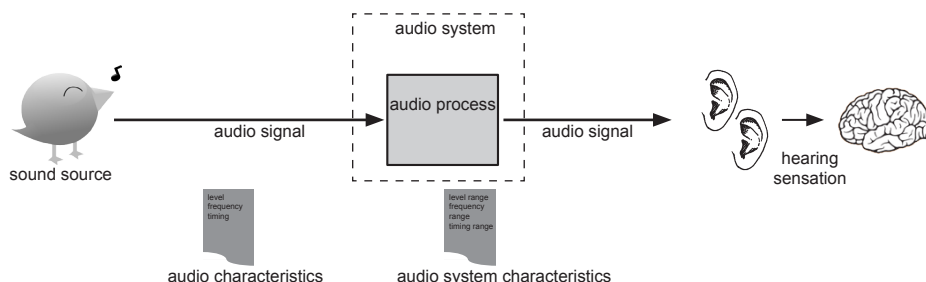 audio system
audio process
audio signal
audio signal
sound source
hearing
sensation
level
frequency
timing
level range
frequency
range
timing range
audio characteristics
audio system characteristics